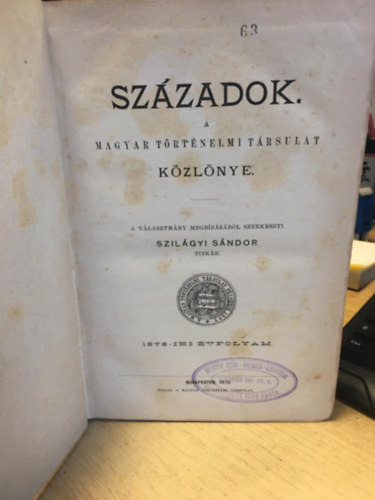 63
SZÁZADOK.
A
MAGYAR TÖRTÉNELMI TÁRSULAT
KÖZLÖNYE.
A VÁLASZTMÁNY MEGBIZÁSÁBÓL SZERKESZTI
SZILÁGYI SÁNDOR
TITKÁR.
1878-IKI ÉVFOLYAM.
BUDAPESTEN, 1878.